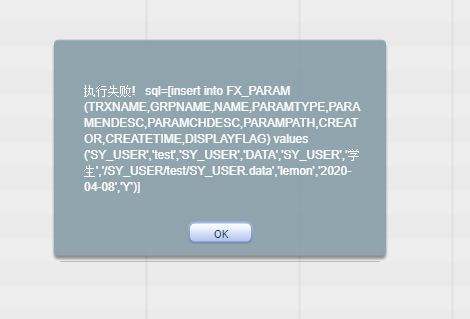 执行失败!   sql=[insert into FX_PARAM
(TRXNAME,GRPNAME,NAME,PARAMTYPE,PARA
MENDESC,PARAMCHDESC,PARAMPATH,CREAT
OR,CREATETIME,DISPLAYFLAG) values
('SY_USER','test','SY_USER','DATA','SY_USER','学
生','/SY_USER/test/SY_USER.data','lemon','2020-
04-08','Y')]
OK